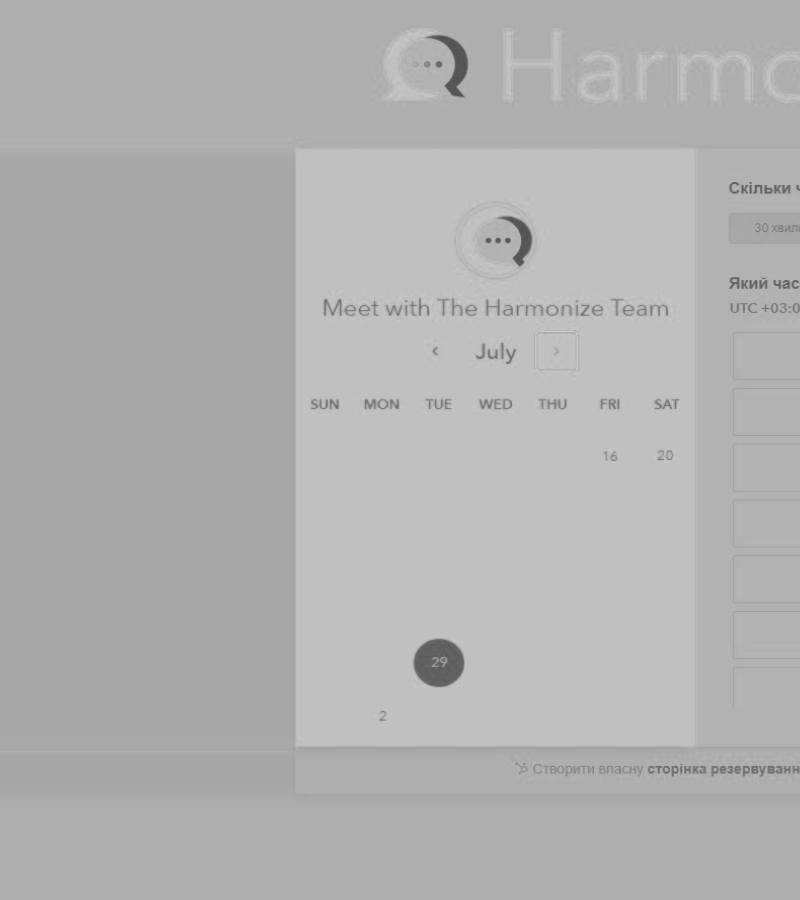 Harmo
Meet with The Harmonize Team
July
SUN MON TUE WED THU FRI SAT
16 20
29
2
Скільки ч
30 хвил
Який час
UTC +03:0
Створити власну сторінка резервуванн